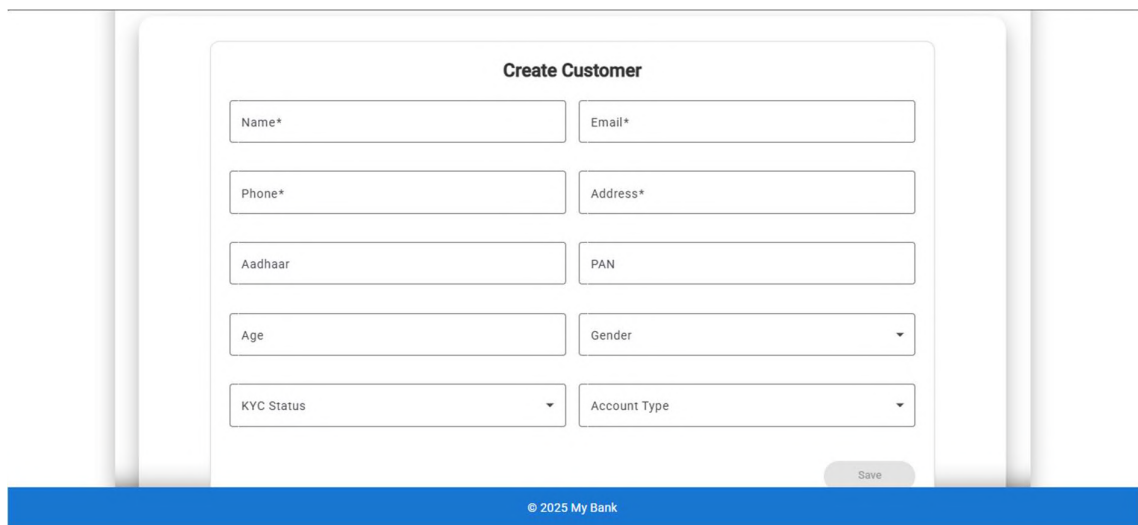 Create Customer
Name*
Email*
Phone*
Address*
Aadhaar
PAN
Age
Gender
KYC Status
Account Type
Save
© 2025 My Bank